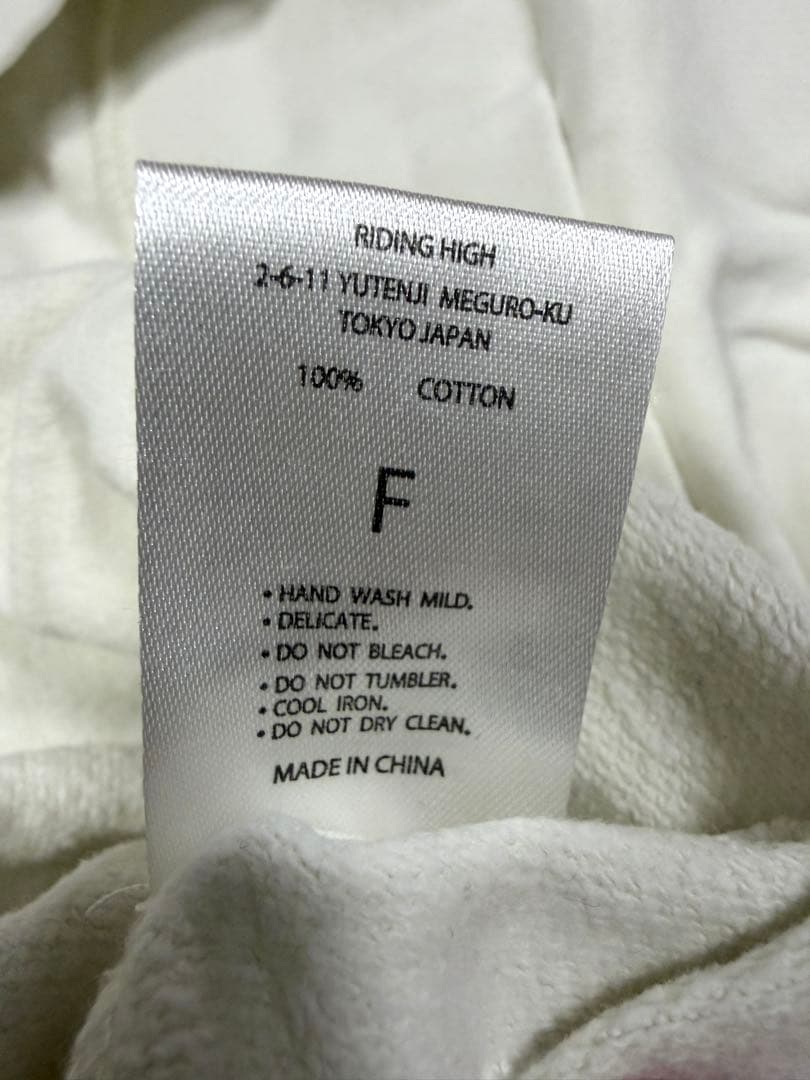 RIDING HIGH
2-6-11 YUTENJI MEGURO-KU
TOKYO JAPAN
100% COTTON
F
• HAND WASH MILD.
• DELICATE.
• DO NOT BLEACH.
• DO NOT TUMBLER.
• COOL IRON.
• DO NOT DRY CLEAN.
MADE IN CHINA